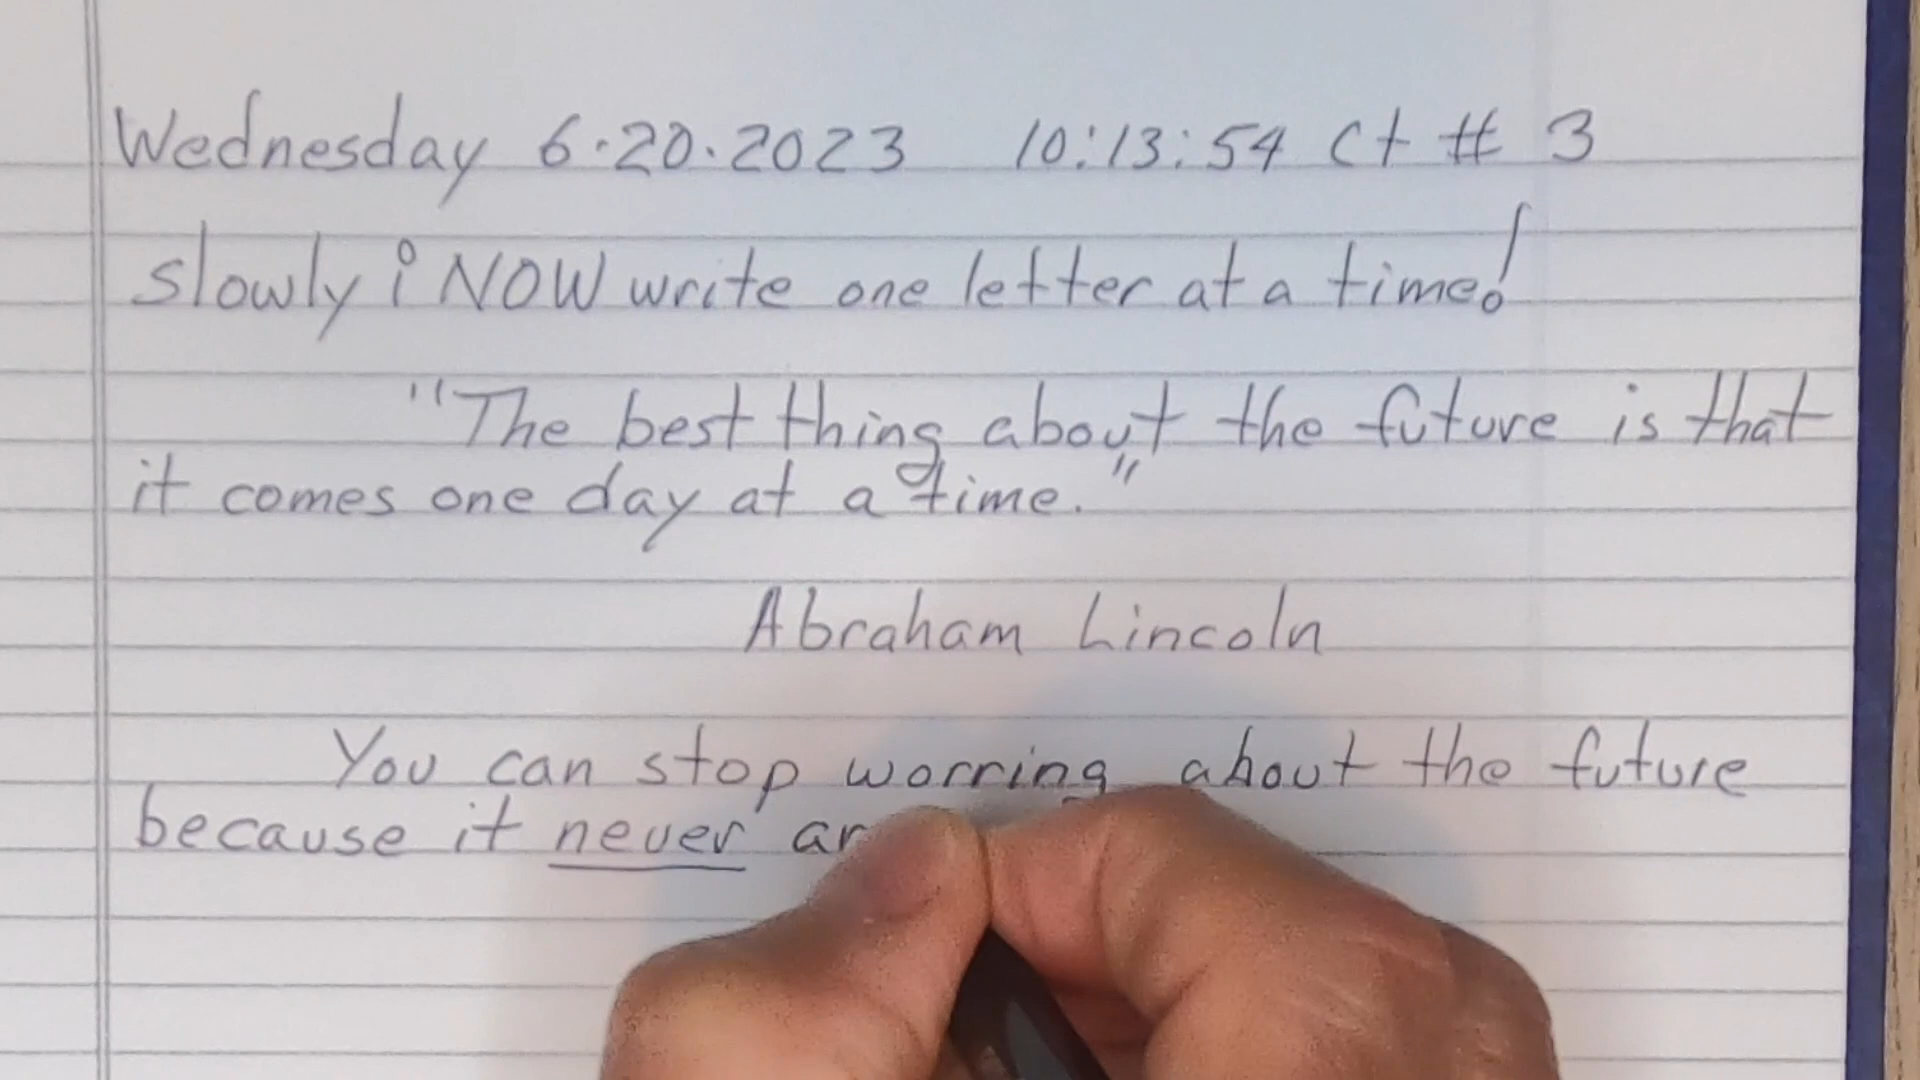 Wednesday 6.20.2023 10:13:54 Ct # 3
slowly i NOW write one letter at a time!
"The best thing about the future is that
it comes one day at a time."
Abraham Lincoln
You can stop worring about the future
because it never